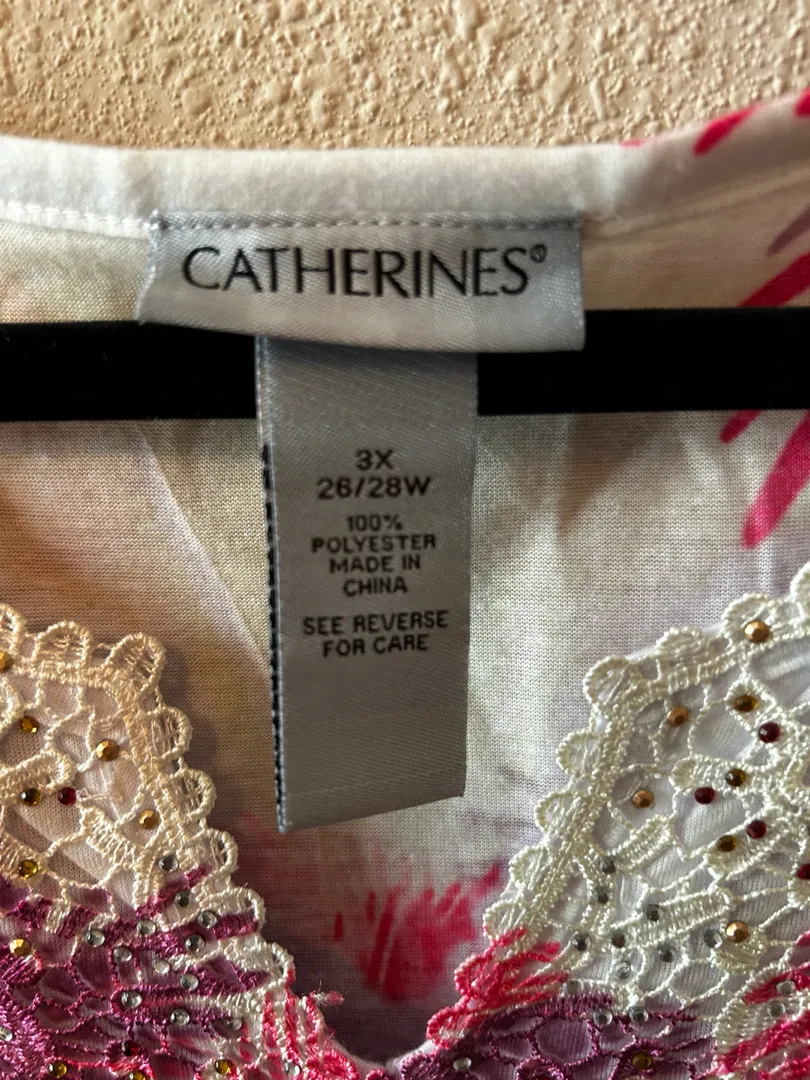 CATHERINES®
3X
26/28W
100%
POLYESTER
MADE IN
CHINA
SEE REVERSE
FOR CARE